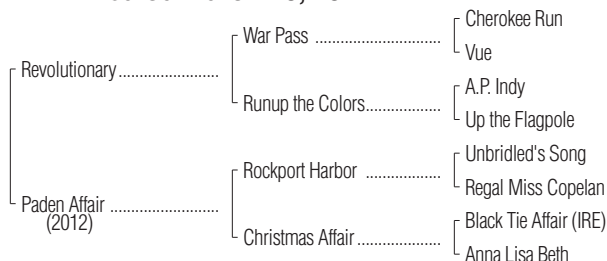 Cherokee Run
War Pass ....................
Vue
Revolutionary .........................
A.P. Indy
Runup the Colors ..................
Up the Flagpole
Unbridled's Song
Rockport Harbor ..................
Regal Miss Copelan
Paden Affair ...........................
(2012)
Black Tie Affair (IRE)
Christmas Affair ....................
Anna Lisa Beth